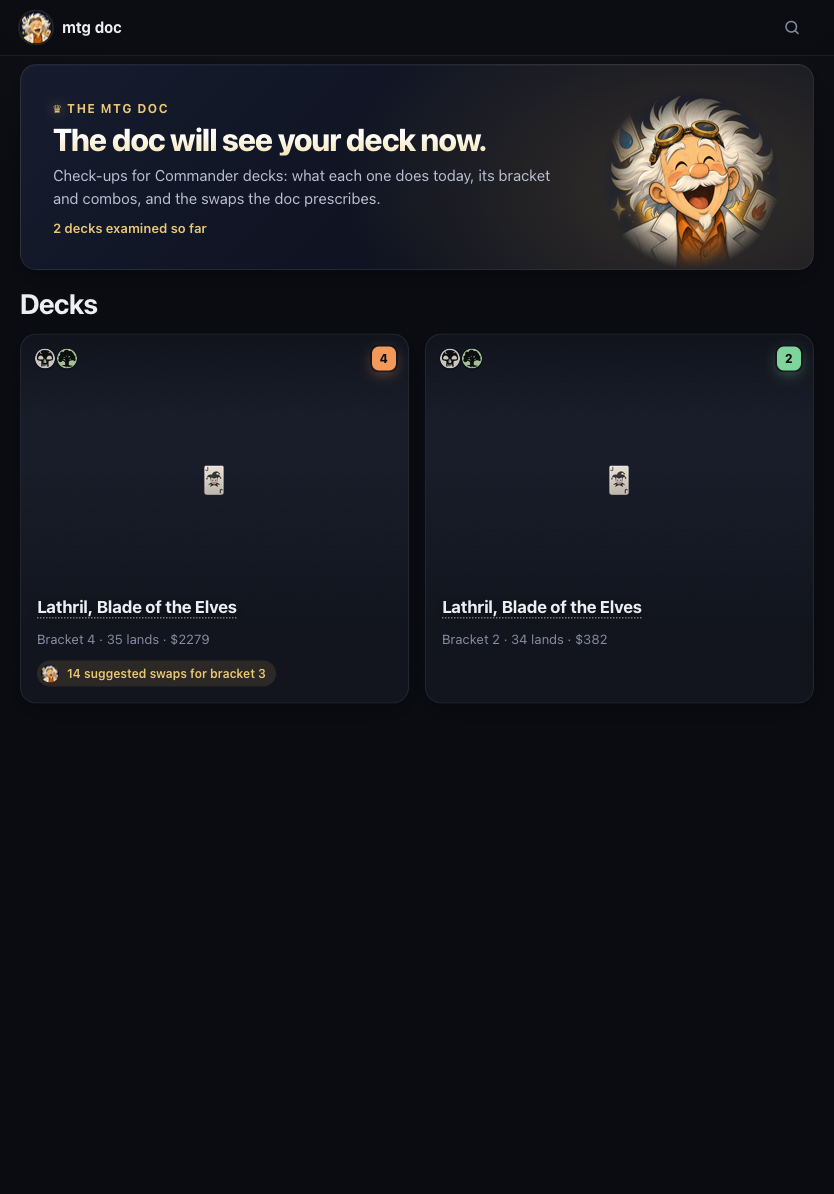 mtg doc
♛ THE MTG DOC
The doc will see your deck now.
Check-ups for Commander decks: what each one does today, its bracket
and combos, and the swaps the doc prescribes.
2 decks examined so far
Decks
4
J
J
Lathril, Blade of the Elves
Bracket 4 · 35 lands · $2279
14 suggested swaps for bracket 3
2
J
J
Lathril, Blade of the Elves
Bracket 2 · 34 lands · $382